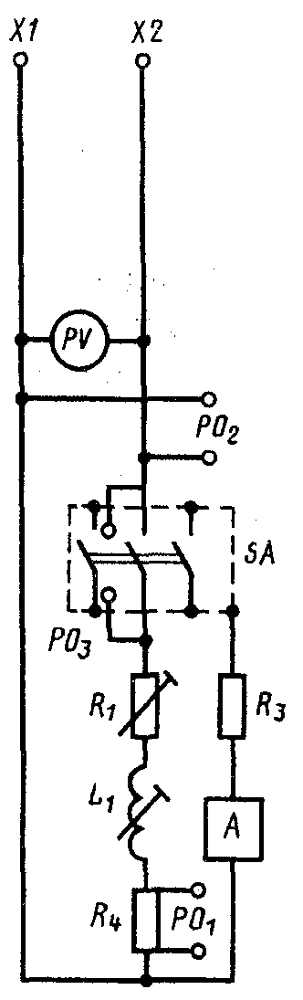 X1 X2
PV
PO₂
SA
PO₃
R₁ R₃
L₁
A
R₄ PO₁